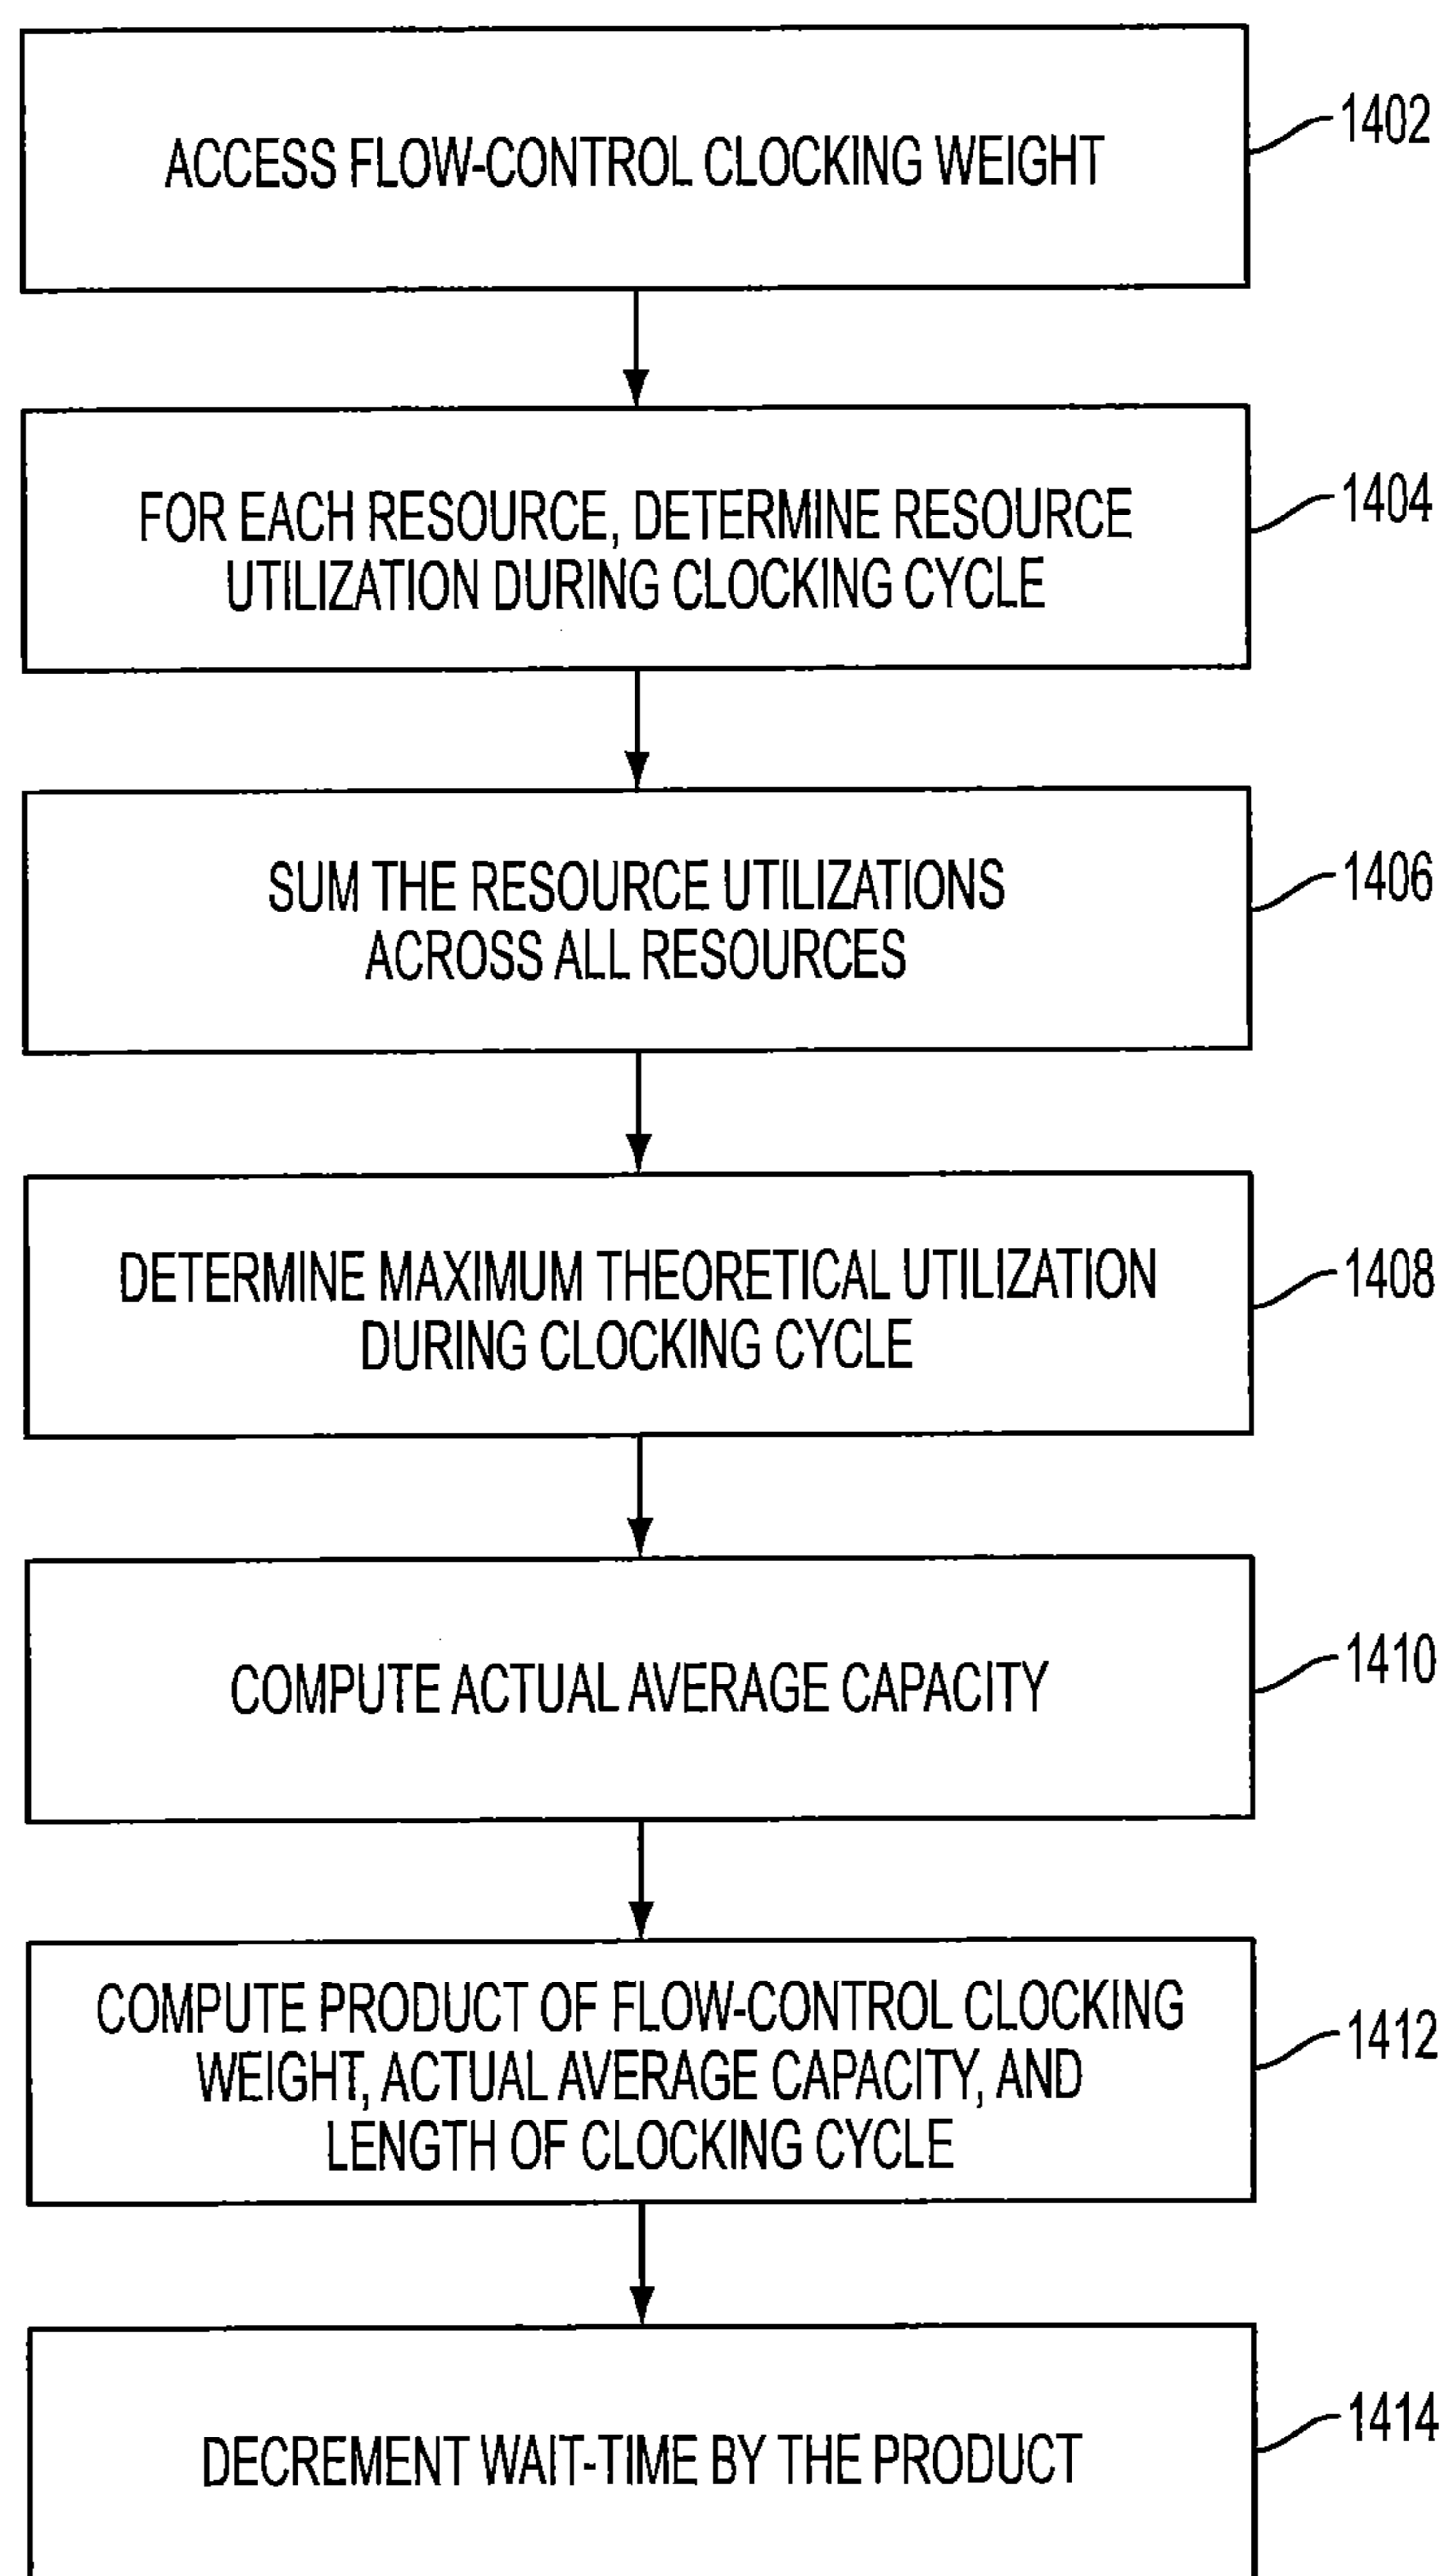 ACCESS FLOW-CONTROL CLOCKING WEIGHT
1402
FOR EACH RESOURCE, DETERMINE RESOURCE
UTILIZATION DURING CLOCKING CYCLE
1404
SUM THE RESOURCE UTILIZATIONS
ACROSS ALL RESOURCES
1406
DETERMINE MAXIMUM THEORETICAL UTILIZATION
DURING CLOCKING CYCLE
1408
COMPUTE ACTUAL AVERAGE CAPACITY
1410
COMPUTE PRODUCT OF FLOW-CONTROL CLOCKING
WEIGHT, ACTUAL AVERAGE CAPACITY, AND
LENGTH OF CLOCKING CYCLE
1412
DECREMENT WAIT-TIME BY THE PRODUCT
1414